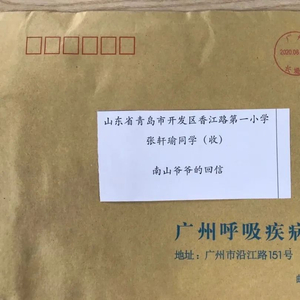 山东省青岛市开发区香江路第一小学
张轩瑜同学（收）
南山爷爷的回信
广州呼吸疾病
地址：广州市沿江路151号